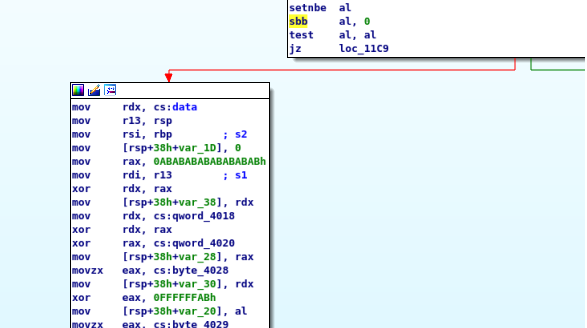 setnbe al
sbb al, 0
test al, al
jz loc_11C9
mov rdx, cs:data
mov r13, rsp
mov rsi, rbp ; s2
mov [rsp+38h+var_1D], 0
mov rax, 0ABABABABABABABABh
mov rdi, r13 ; s1
xor rdx, rax
mov [rsp+38h+var_38], rdx
mov rdx, cs:qword_4018
xor rdx, rax
xor rax, cs:qword_4020
mov [rsp+38h+var_28], rax
movzx eax, cs:byte_4028
mov [rsp+38h+var_30], rdx
xor eax, 0FFFFFFABh
mov [rsp+38h+var_20], al
movzx eax, cs:byte_4029